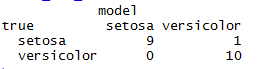 model
true setosa versicolor
setosa 9 1
versicolor 0 10